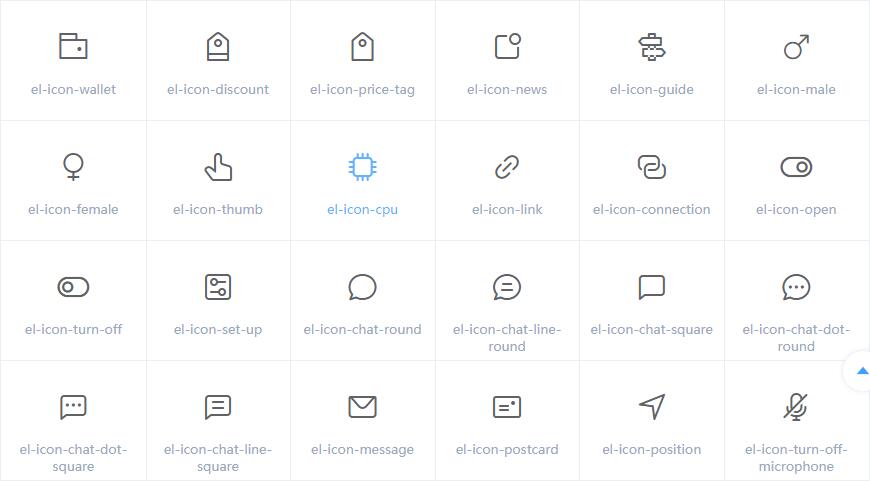 el-icon-wallet
el-icon-discount
el-icon-price-tag
el-icon-news
el-icon-guide
el-icon-male
el-icon-female
el-icon-thumb
el-icon-cpu
el-icon-link
el-icon-connection
el-icon-open
el-icon-turn-off
el-icon-set-up
el-icon-chat-round
el-icon-chat-line-
round
el-icon-chat-square
el-icon-chat-dot-
round
el-icon-chat-dot-
square
el-icon-chat-line-
square
el-icon-message
el-icon-postcard
el-icon-position
el-icon-turn-off-
microphone